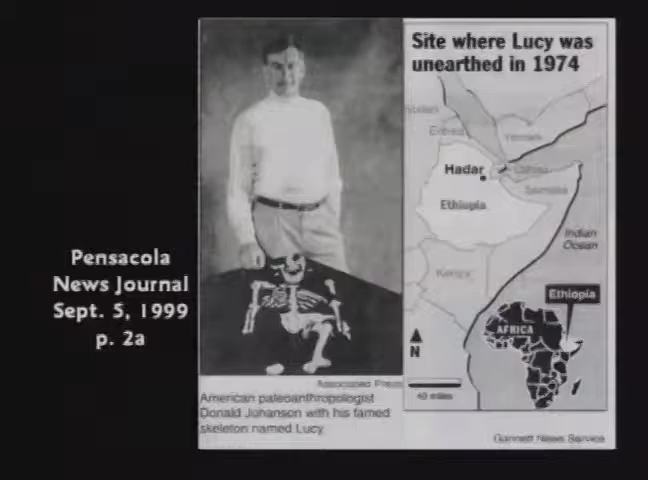 Pensacola
News Journal
Sept. 5, 1999
p. 2a
Associated Press
American paleoanthropologist
Donald Johanson with his famed
skeleton named Lucy
Site where Lucy was
unearthed in 1974
Eritrea
Yemen
Hadar
Somalia
Ethiopia
Indian
Ocean
Kenya
Ethiopia
AFRICA
N
40 miles
Gannett News Service